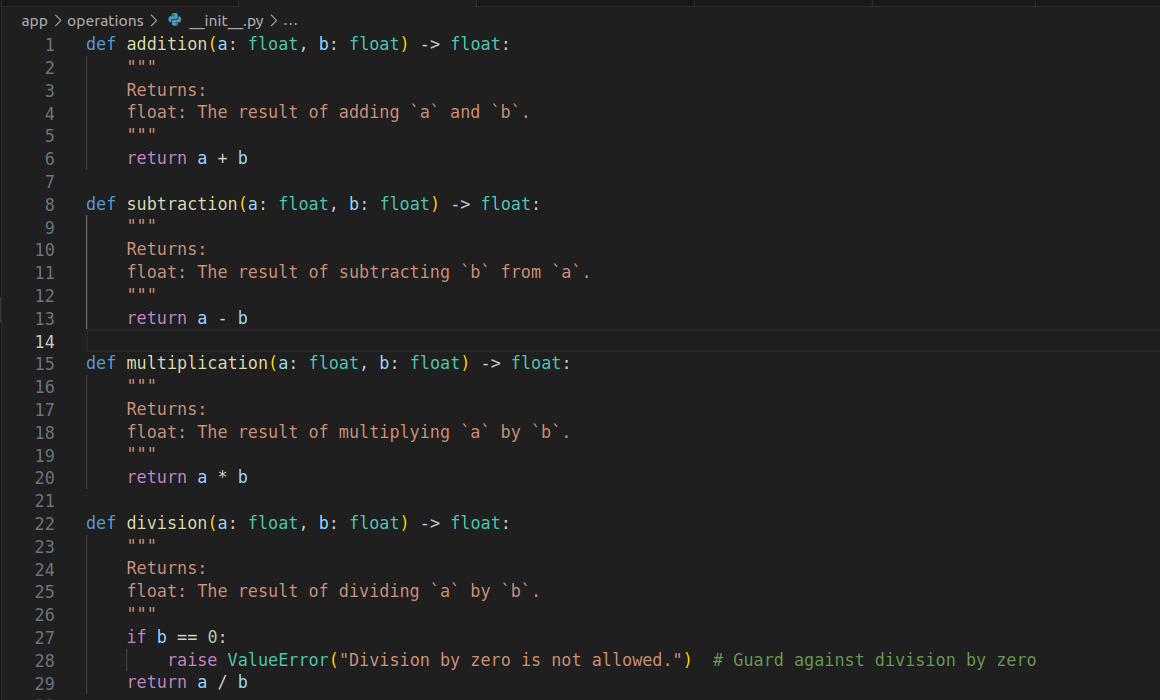 app > operations > __init__.py > ...
1 def addition(a: float, b: float) -> float:
2     """
3     Returns:
4     float: The result of adding `a` and `b`.
5     """
6     return a + b
7
8 def subtraction(a: float, b: float) -> float:
9     """
10     Returns:
11     float: The result of subtracting `b` from `a`.
12     """
13     return a - b
14
15 def multiplication(a: float, b: float) -> float:
16     """
17     Returns:
18     float: The result of multiplying `a` by `b`.
19     """
20     return a * b
21
22 def division(a: float, b: float) -> float:
23     """
24     Returns:
25     float: The result of dividing `a` by `b`.
26     """
27     if b == 0:
28         raise ValueError("Division by zero is not allowed.")  # Guard against division by zero
29     return a / b